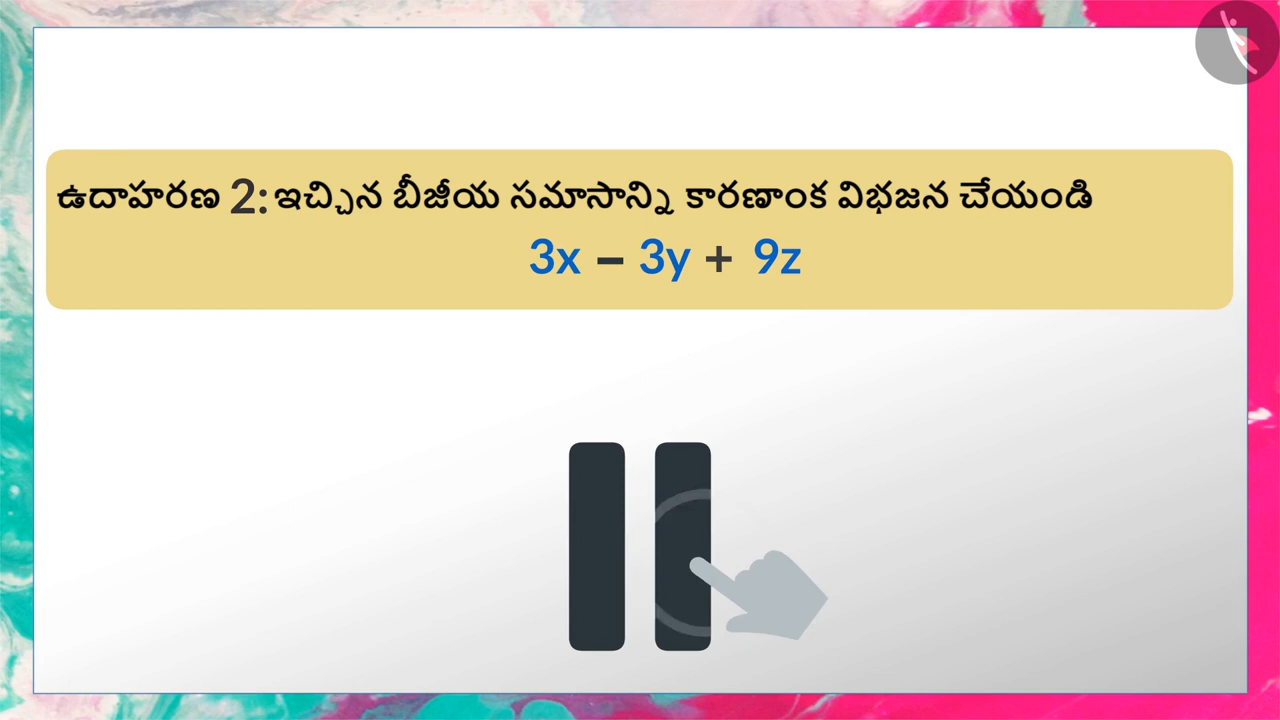 ఉదాహరణ 2: ఇచ్చిన బీజీయ సమాసాన్ని కారణాంక విభజన చేయండి
3x – 3y + 9z